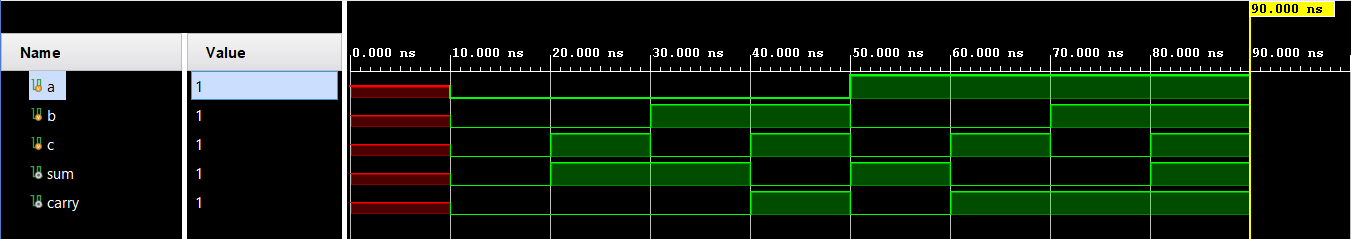 90.000 ns
Name Value
0.000 ns 10.000 ns 20.000 ns 30.000 ns 40.000 ns 50.000 ns 60.000 ns 70.000 ns 80.000 ns 90.000 ns
a 1
b 1
c 1
sum 1
carry 1